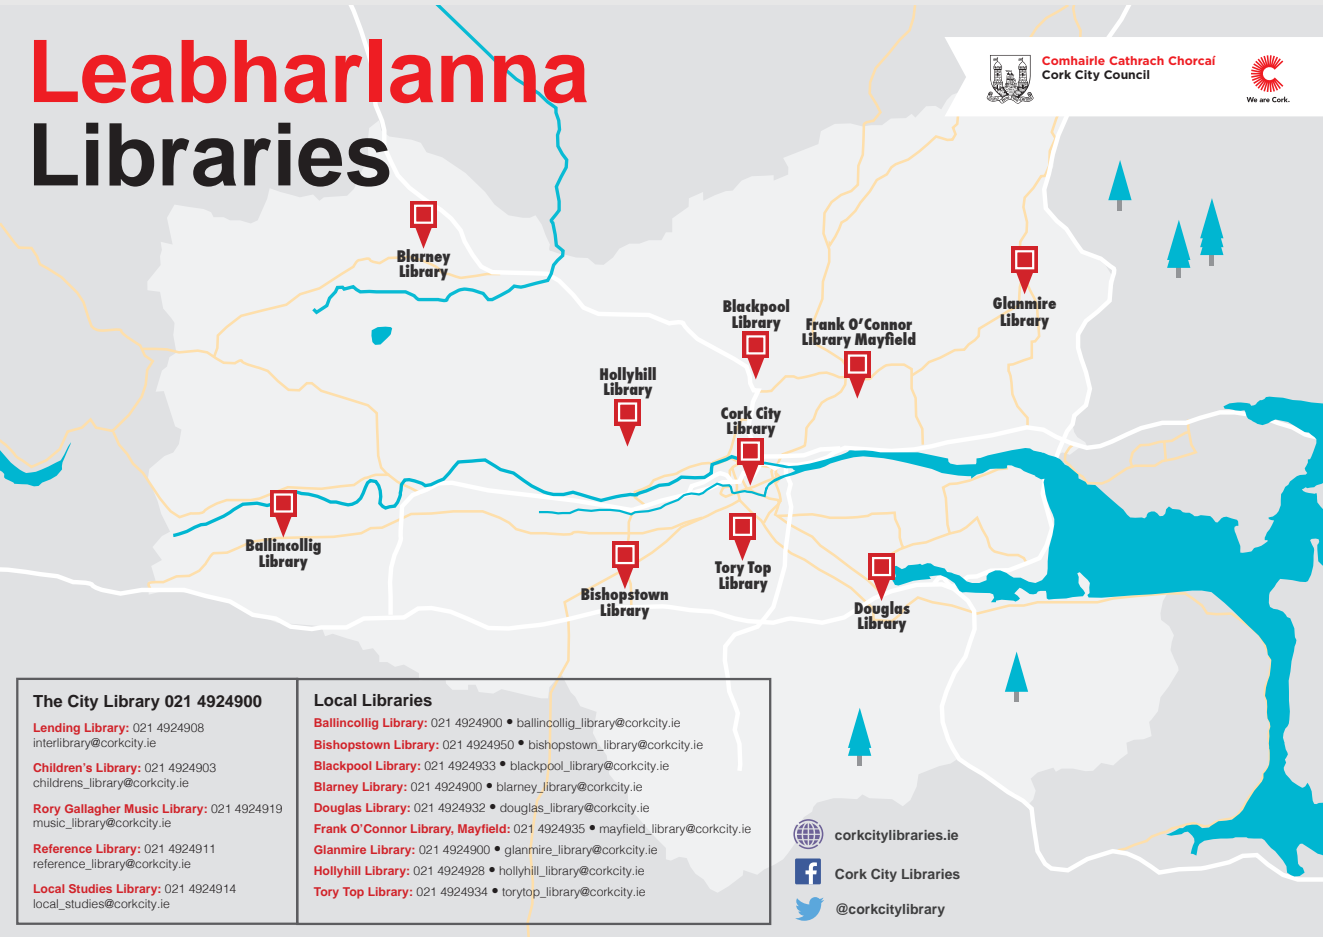 Leabharlanna
Libraries
Comhairle Cathrach Chorcaí
Cork City Council
We are Cork.
Blarney
Library
Glanmire
Library
Blackpool
Library
Frank O'Connor
Library Mayfield
Hollyhill
Library
Cork City
Library
Ballincollig
Library
Bishopstown
Library
Tory Top
Library
Douglas
Library
The City Library 021 4924900
Lending Library: 021 4924908
interlibrary@corkcity.ie
Children's Library: 021 4924903
childrens_library@corkcity.ie
Rory Gallagher Music Library: 021 4924919
music_library@corkcity.ie
Reference Library: 021 4924911
reference_library@corkcity.ie
Local Studies Library: 021 4924914
local_studies@corkcity.ie
Local Libraries
Ballincollig Library: 021 4924900 • ballincollig_library@corkcity.ie
Bishopstown Library: 021 4924950 • bishopstown_library@corkcity.ie
Blackpool Library: 021 4924933 • blackpool_library@corkcity.ie
Blarney Library: 021 4924900 • blarney_library@corkcity.ie
Douglas Library: 021 4924932 • douglas_library@corkcity.ie
Frank O'Connor Library, Mayfield: 021 4924935 • mayfield_library@corkcity.ie
Glanmire Library: 021 4924900 • glanmire_library@corkcity.ie
Hollyhill Library: 021 4924928 • hollyhill_library@corkcity.ie
Tory Top Library: 021 4924934 • torytop_library@corkcity.ie
corkcitylibraries.ie
Cork City Libraries
@corkcitylibrary